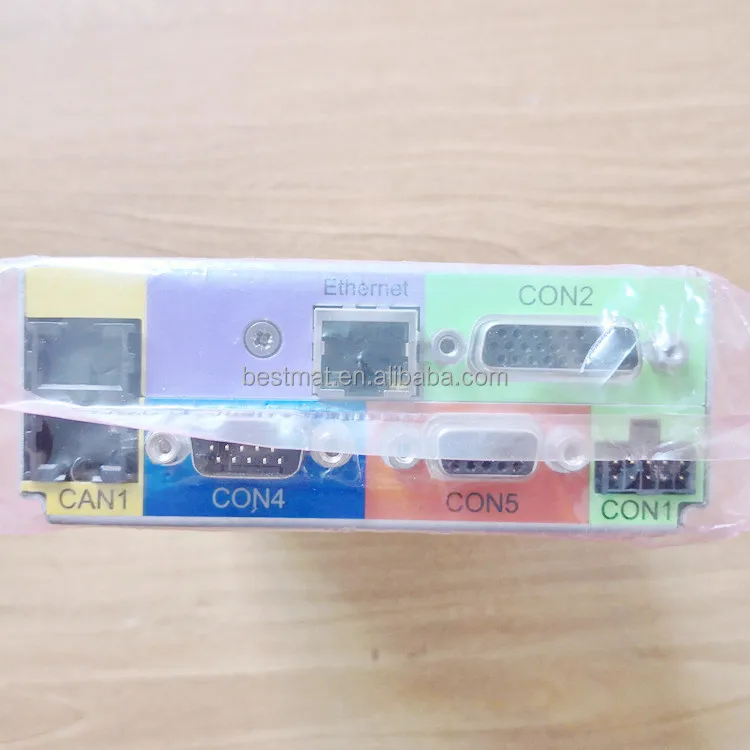 Ethernet
CON2
bestmat.en.alibaba.com
CAN1
CON4
CON5
CON1